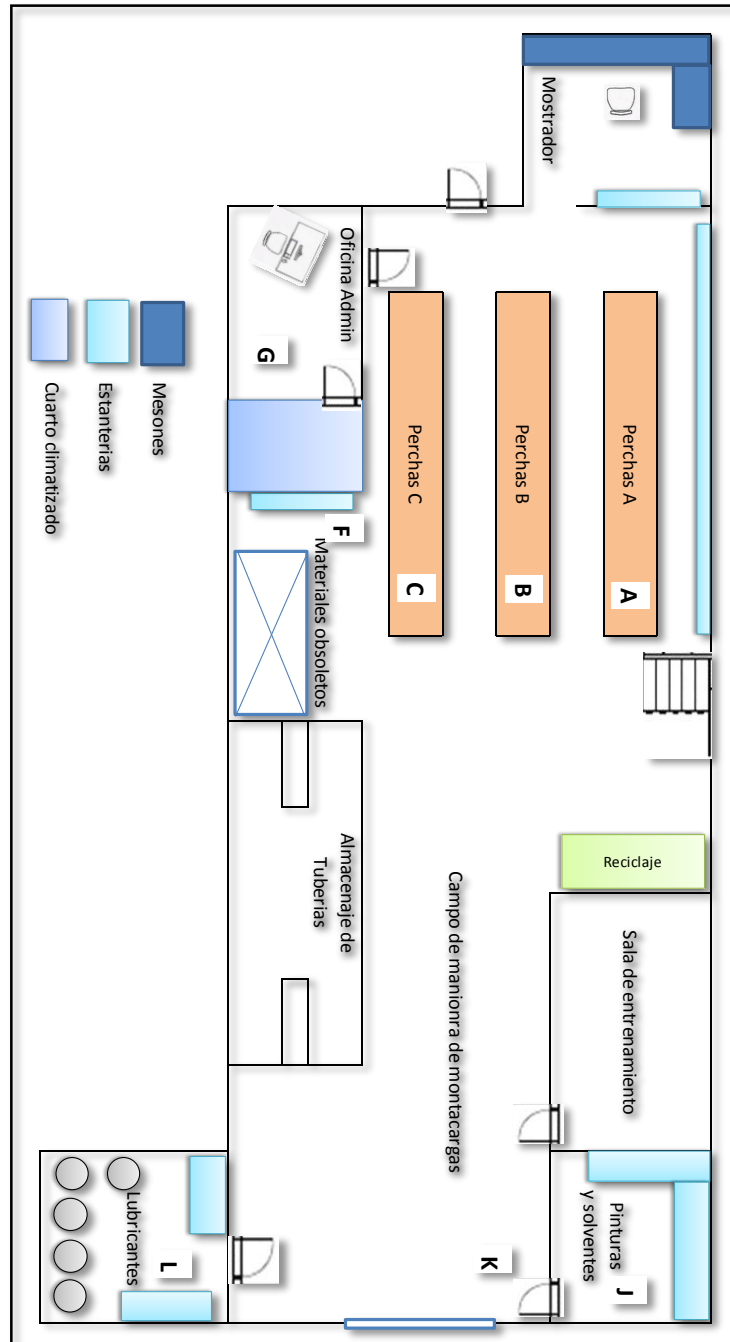 Mostrador
Oficina Admin
G
Mesones
Estanterias
Cuarto climatizado
Perchas A
A
Perchas B
B
Perchas C
C
F
Materiales obsoletos
Almacenaje de
Tuberias
Reciclaje
Campo de manionra de montacargas
Sala de entrenamiento
Pinturas
y solventes
J
K
Lubricantes
L